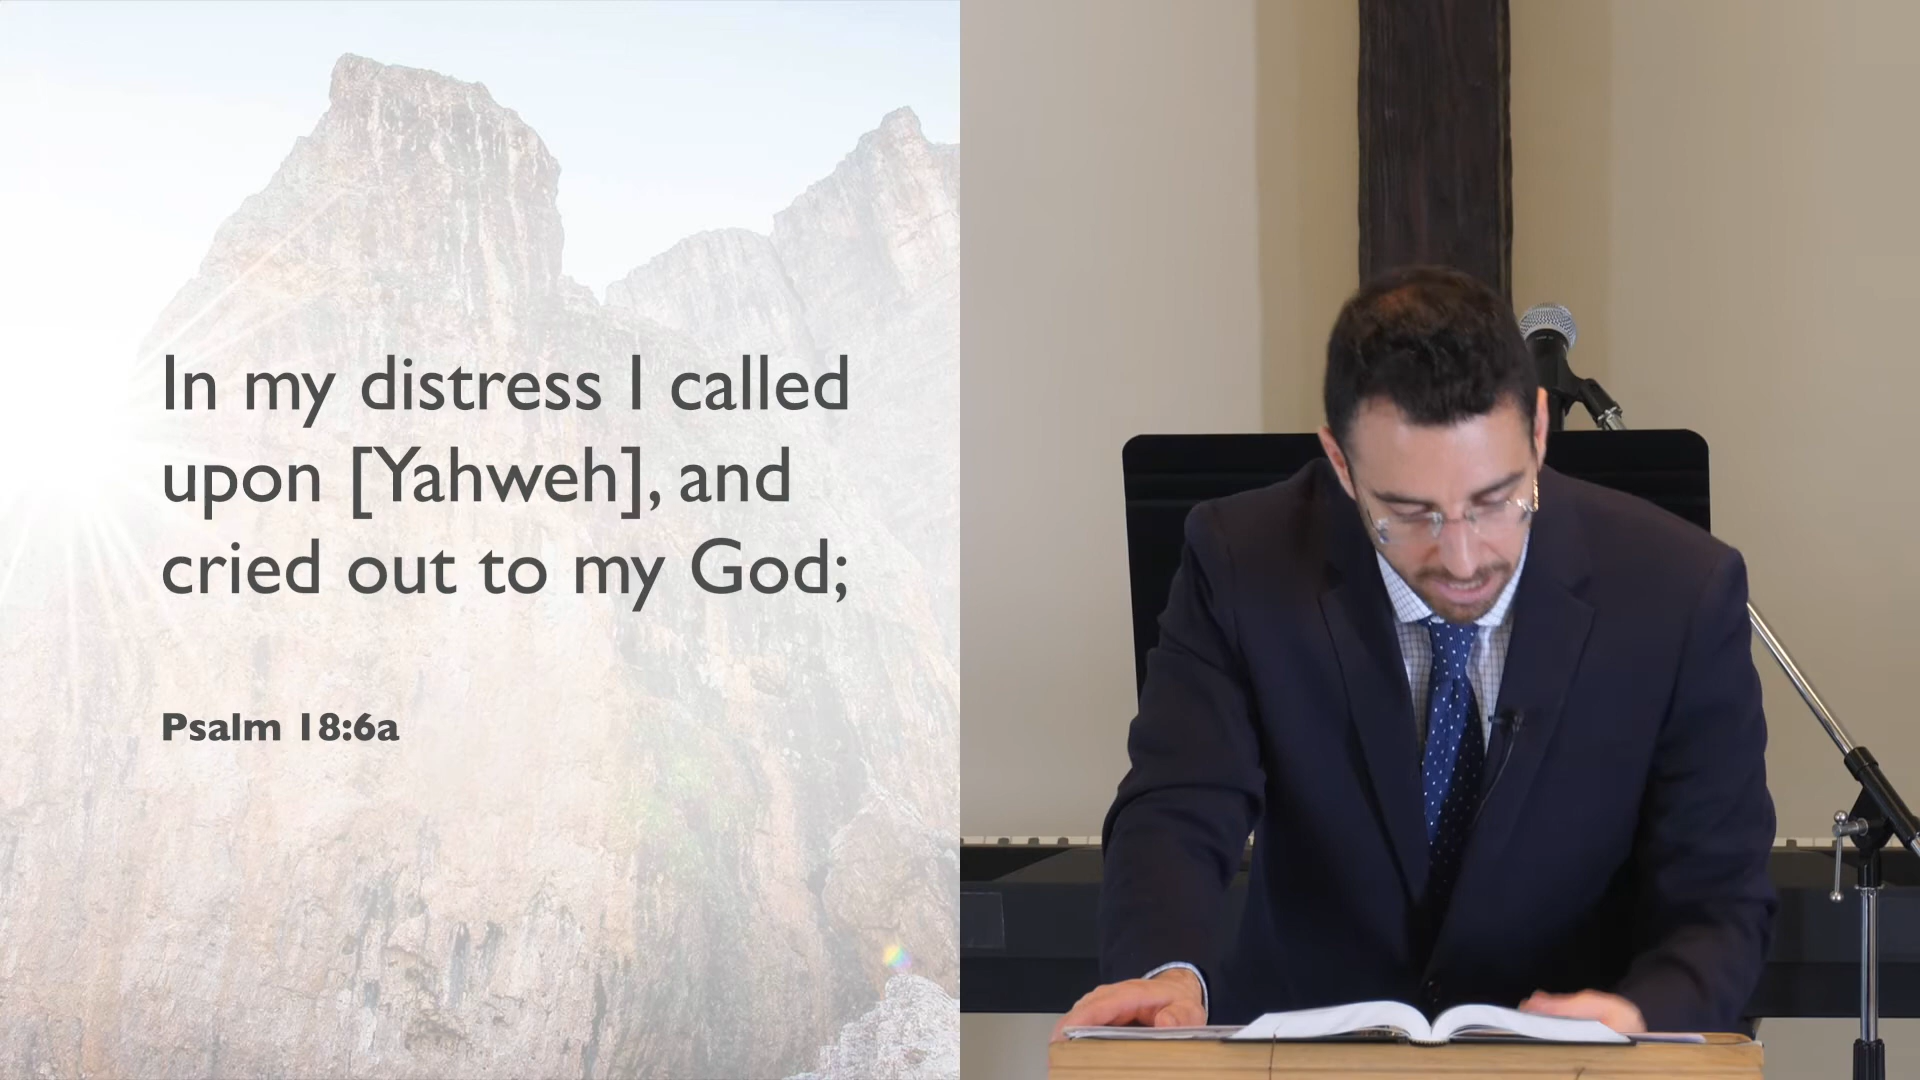 In my distress I called
upon [Yahweh], and
cried out to my God;
Psalm 18:6a